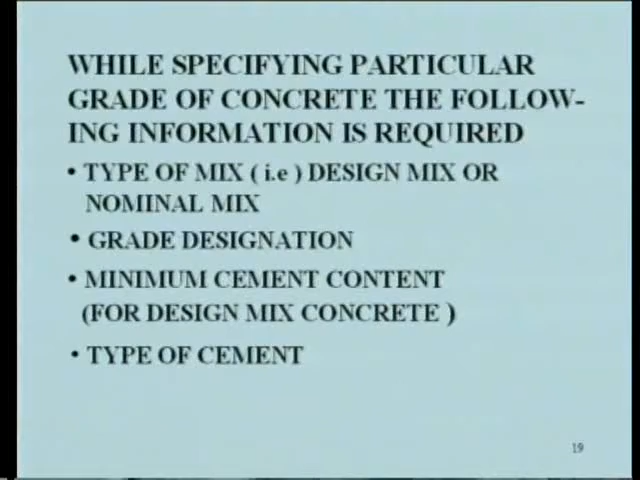 WHILE SPECIFYING PARTICULAR
GRADE OF CONCRETE THE FOLLOW-
ING INFORMATION IS REQUIRED
• TYPE OF MIX ( i.e ) DESIGN MIX OR
NOMINAL MIX
• GRADE DESIGNATION
• MINIMUM CEMENT CONTENT
(FOR DESIGN MIX CONCRETE )
• TYPE OF CEMENT
19